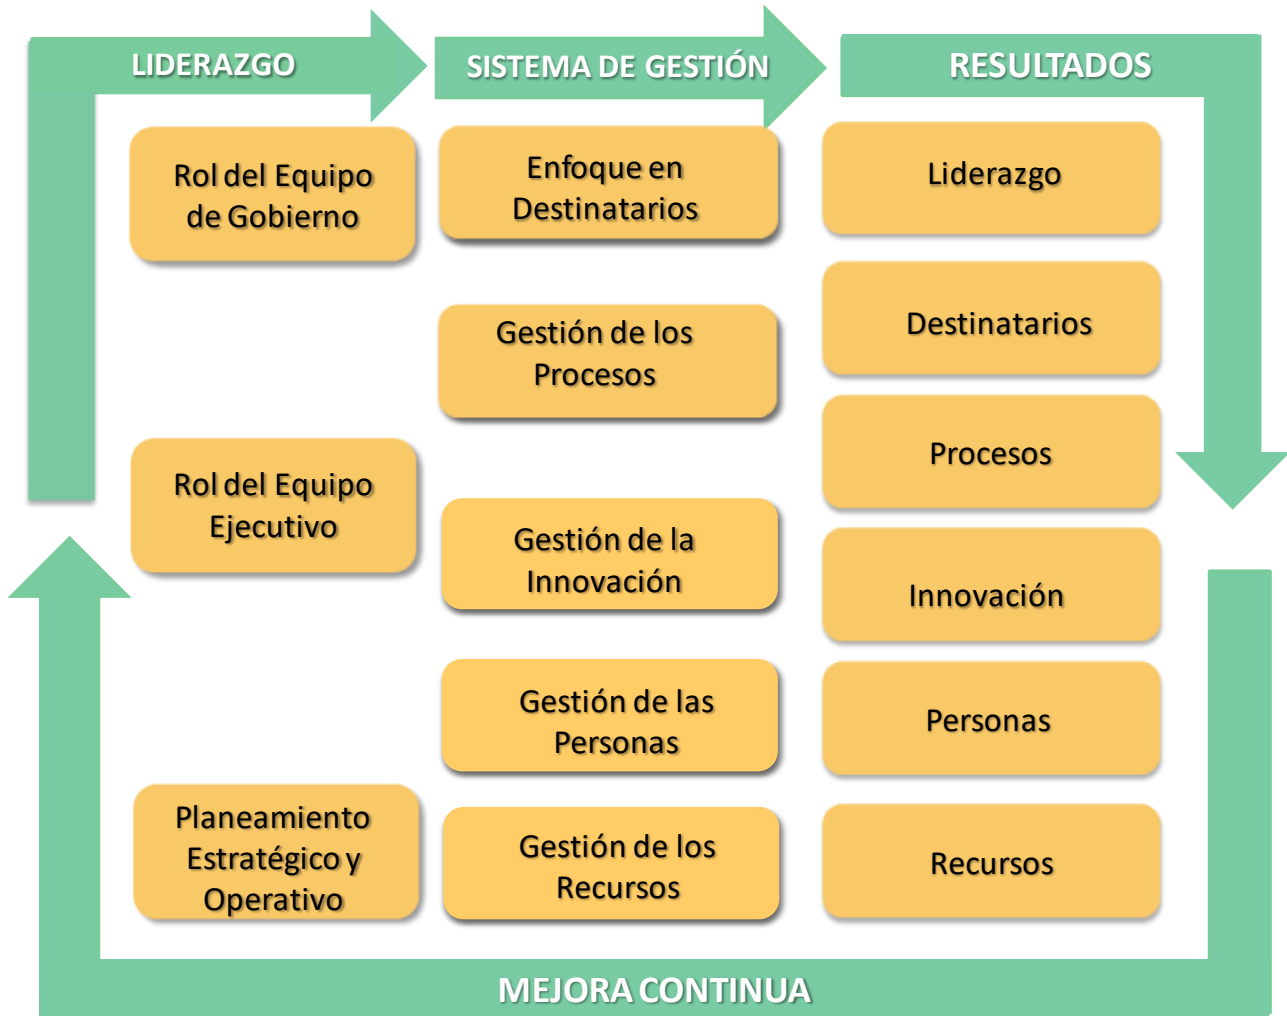 LIDERAZGO
SISTEMA DE GESTIÓN
RESULTADOS
Rol del Equipo
de Gobierno
Rol del Equipo
Ejecutivo
Planeamiento
Estratégico y
Operativo
Enfoque en
Destinatarios
Gestión de los
Procesos
Gestión de la
Innovación
Gestión de las
Personas
Gestión de los
Recursos
Liderazgo
Destinatarios
Procesos
Innovación
Personas
Recursos
MEJORA CONTINUA